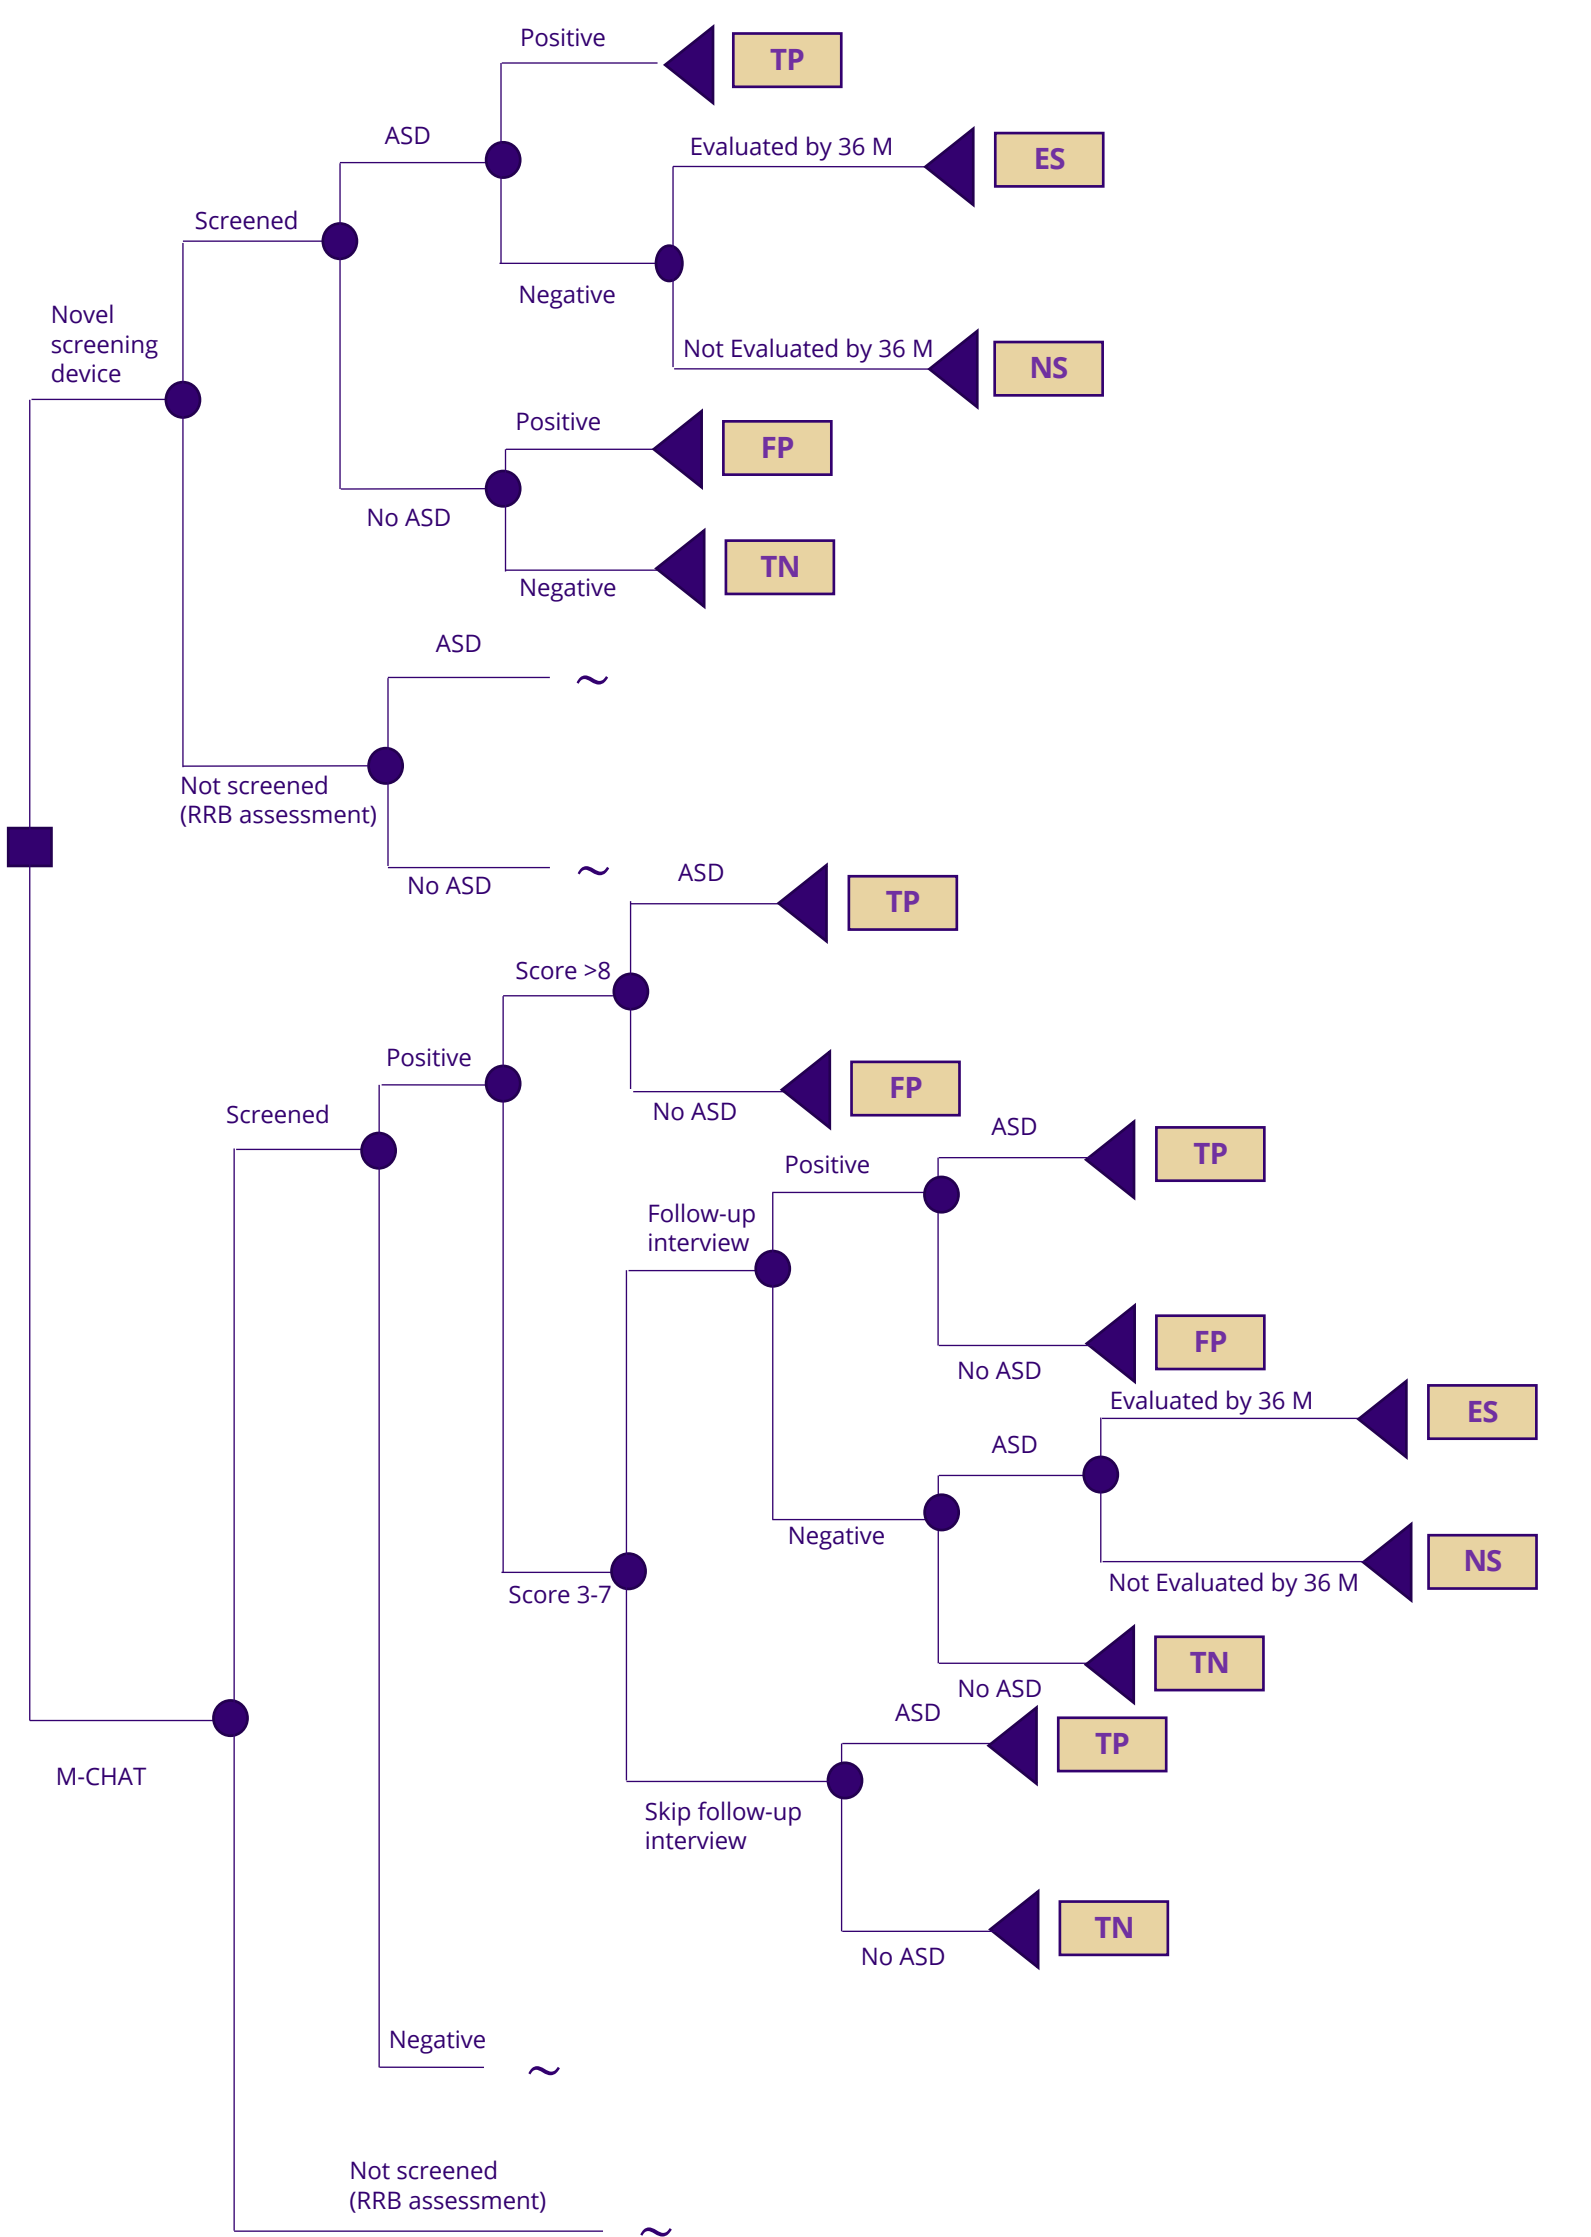 Positive
TP
ASD
Evaluated by 36 M
ES
Screened
Negative
Novel
screening
device
Not Evaluated by 36 M
NS
Positive
FP
No ASD
TN
Negative
ASD
~
Not screened
(RRB assessment)
No ASD
~
ASD
TP
Score >8
Positive
FP
No ASD
Screened
ASD
TP
Positive
Follow-up
interview
FP
No ASD
Evaluated by 36 M
ES
ASD
Negative
NS
Not Evaluated by 36 M
Score 3-7
TN
No ASD
ASD
TP
M-CHAT
Skip follow-up
interview
TN
No ASD
Negative
~
Not screened
(RRB assessment)
~